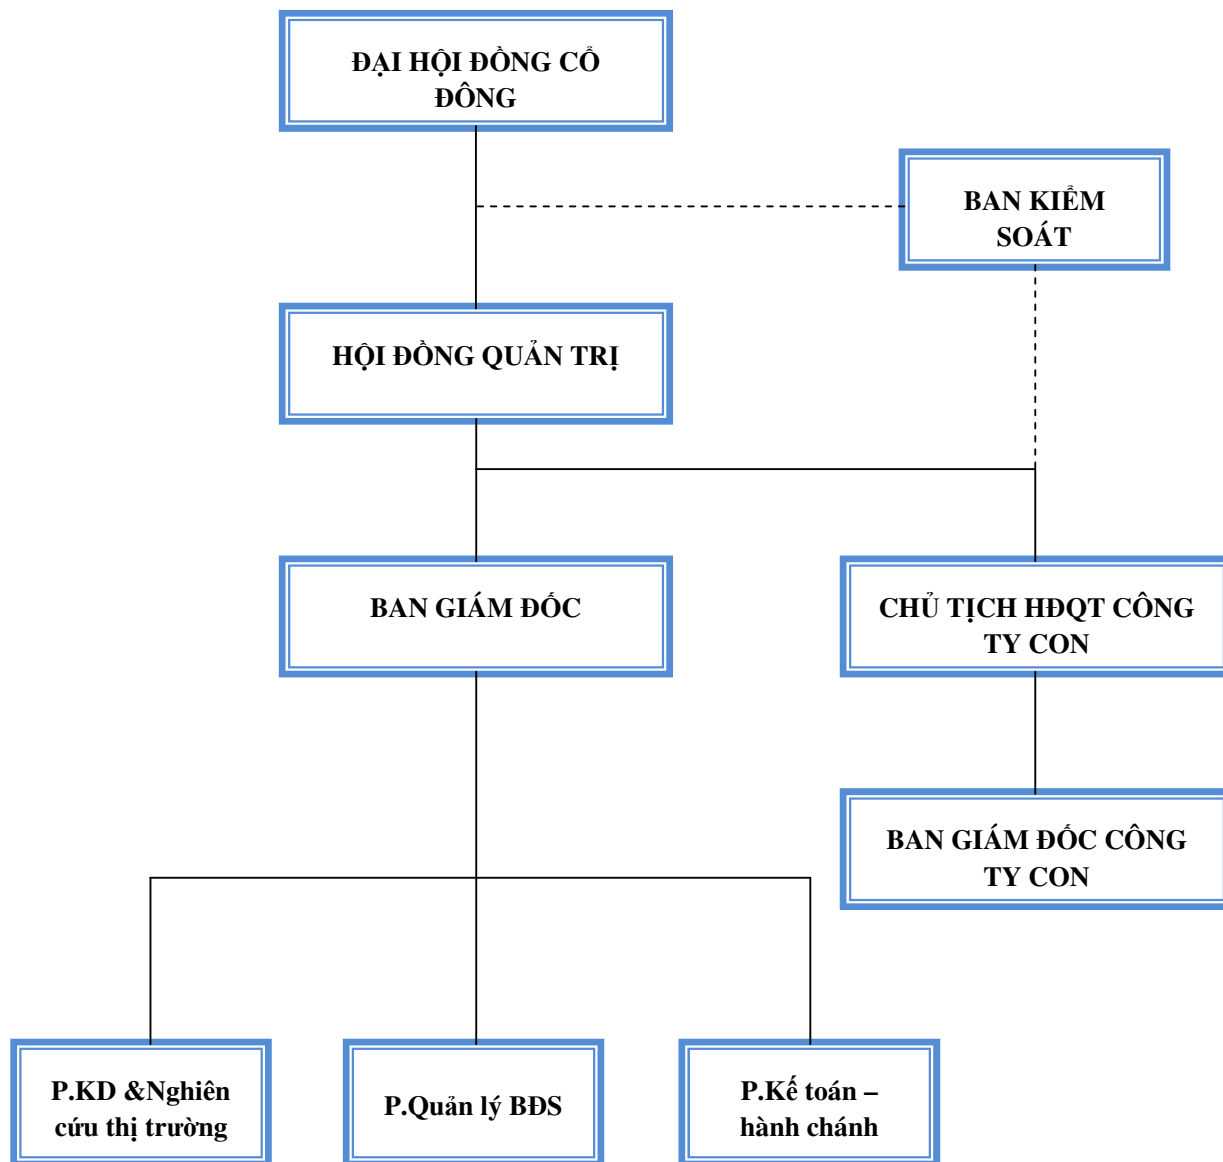 ĐẠI HỘI ĐỒNG CỔ
ĐÔNG
BAN KIỂM
SOÁT
HỘI ĐỒNG QUẢN TRỊ
BAN GIÁM ĐỐC
CHỦ TỊCH HĐQT CÔNG
TY CON
BAN GIÁM ĐỐC CÔNG
TY CON
P.KD &Nghiên
cứu thị trường
P.Quản lý BĐS
P.Kế toán –
hành chánh